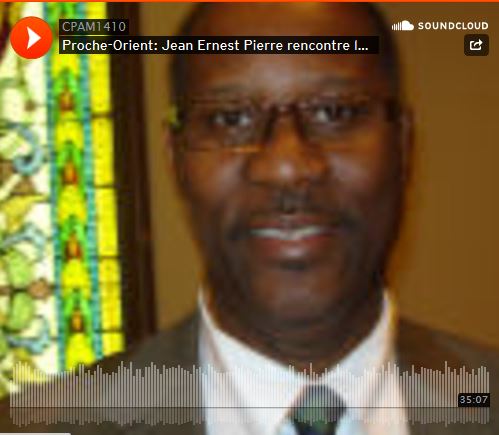 CPAM1410
SOUNDCLOUD
Proche-Orient: Jean Ernest Pierre rencontre l...
35:07